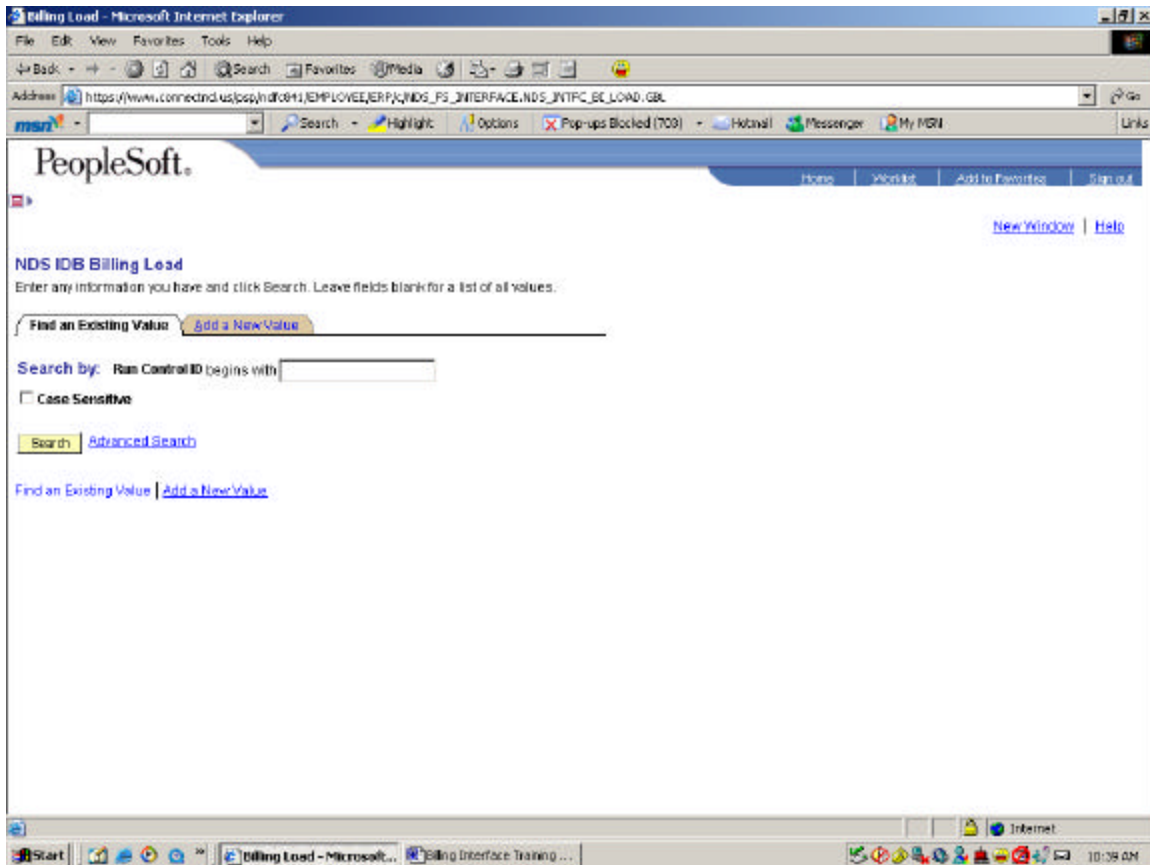 Billing Load - Microsoft Internet Explorer
File Edit View Favorites Tools Help
Back Search Favorites Media
Address https://www.connectnd.us/psp/ndfc841/EMPLOYEE/ERP/c/NDS_FS_INTERFACE.NDS_INTFC_BI_LOAD.GBL Go
msn Search Highlight Options Pop-ups Blocked (703) Hotmail Messenger My MSN Links
PeopleSoft.
Home Worklist Add to Favorites Sign out
New Window | Help
NDS IDB Billing Load
Enter any information you have and click Search. Leave fields blank for a list of all values.
Find an Existing Value Add a New Value
Search by: Run Control ID begins with
Case Sensitive
Search Advanced Search
Find an Existing Value | Add a New Value
Internet
Start » Billing Load - Microsoft... Billing Interface Training ... 10:39 AM